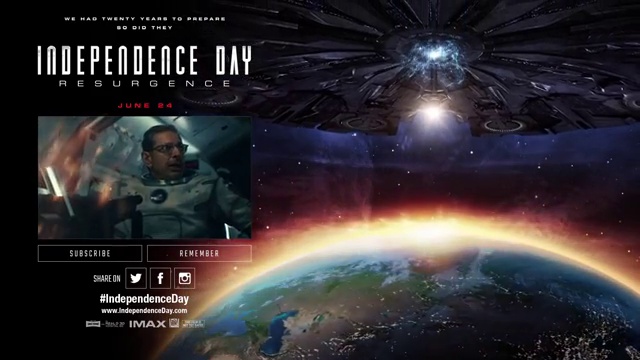 WE HAD TWENTY YEARS TO PREPARE
SO DID THEY
INDEPENDENCE DAY
RESURGENCE
JUNE 24
SUBSCRIBE
REMEMBER
SHARE ON
#IndependenceDay
www.IndependenceDay.com
IMAX